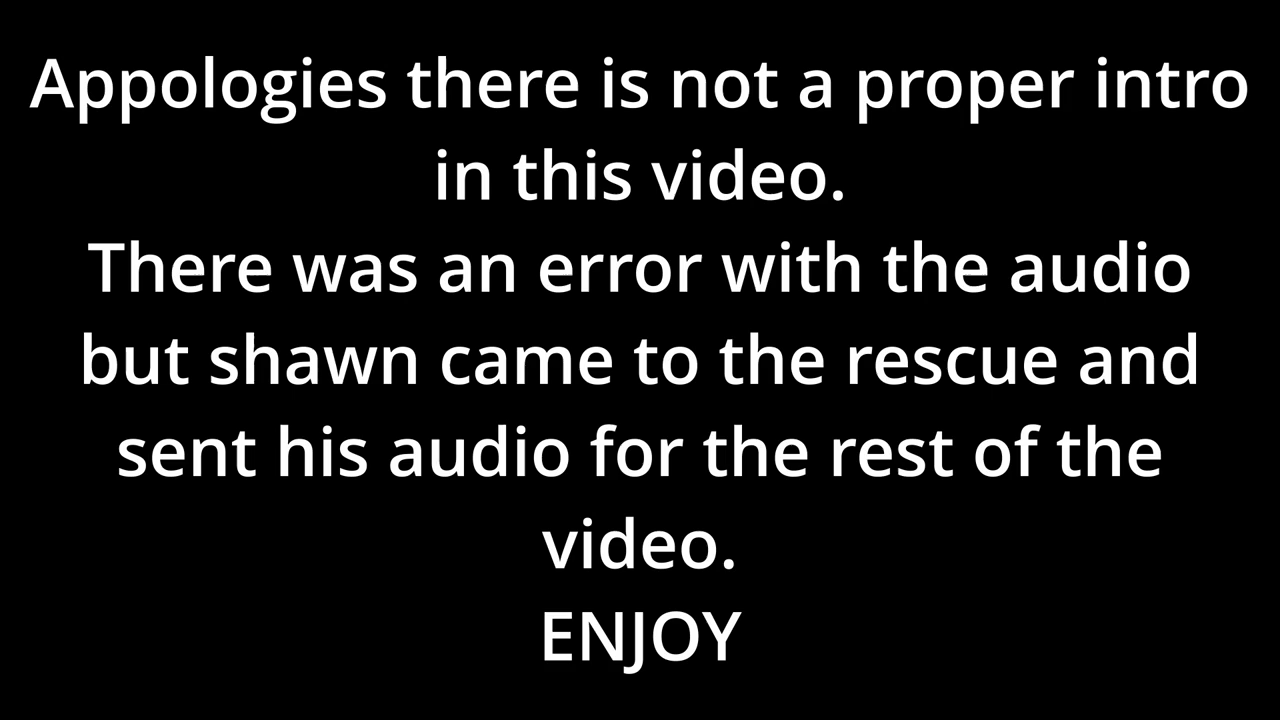 Appologies there is not a proper intro
in this video.
There was an error with the audio
but shawn came to the rescue and
sent his audio for the rest of the
video.
ENJOY